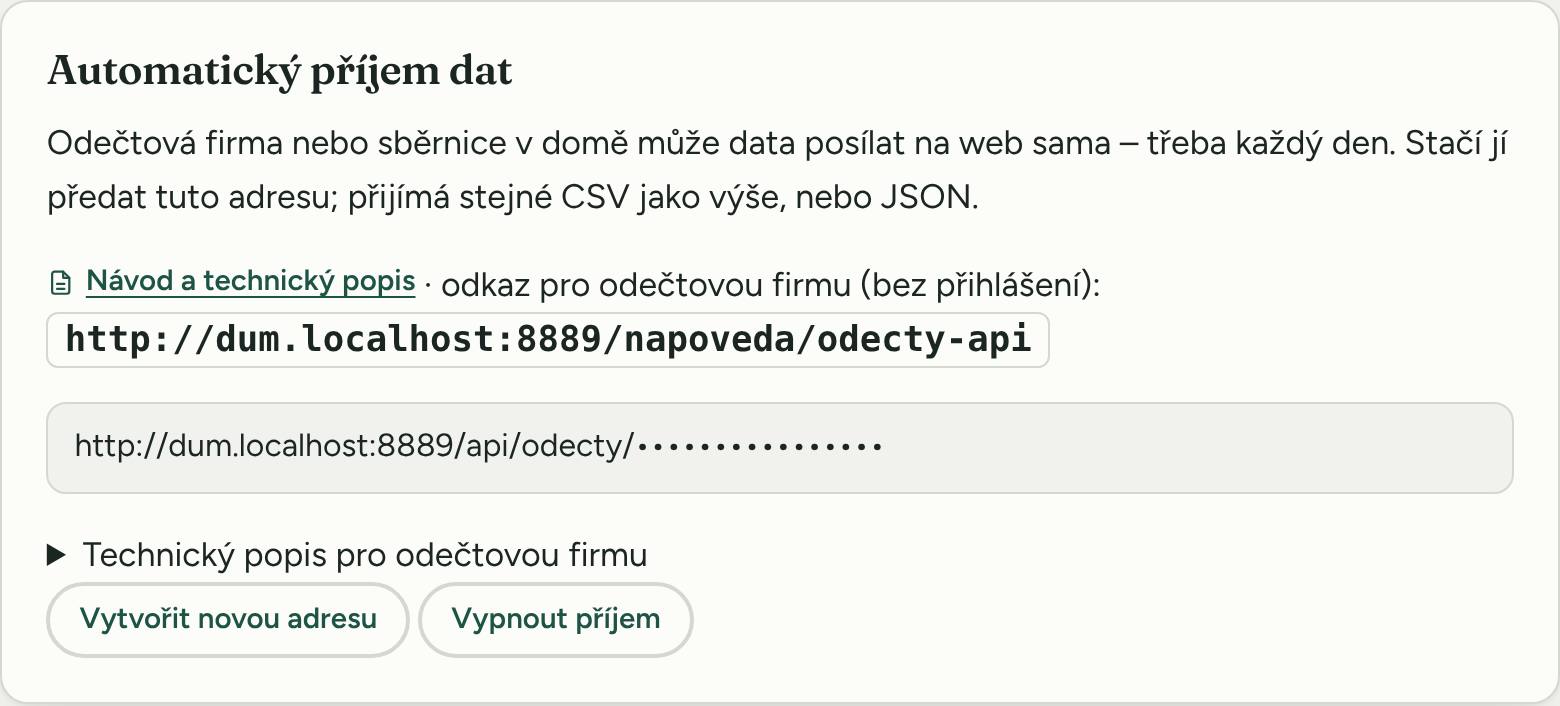 Automatický příjem dat
Odečtová firma nebo sběrnice v domě může data posílat na web sama – třeba každý den. Stačí jí
předat tuto adresu; přijímá stejné CSV jako výše, nebo JSON.
Návod a technický popis · odkaz pro odečtovou firmu (bez přihlášení):
http://dum.localhost:8889/napoveda/odecty-api
http://dum.localhost:8889/api/odecty/••••••••••••••••
▶ Technický popis pro odečtovou firmu
Vytvořit novou adresu Vypnout příjem